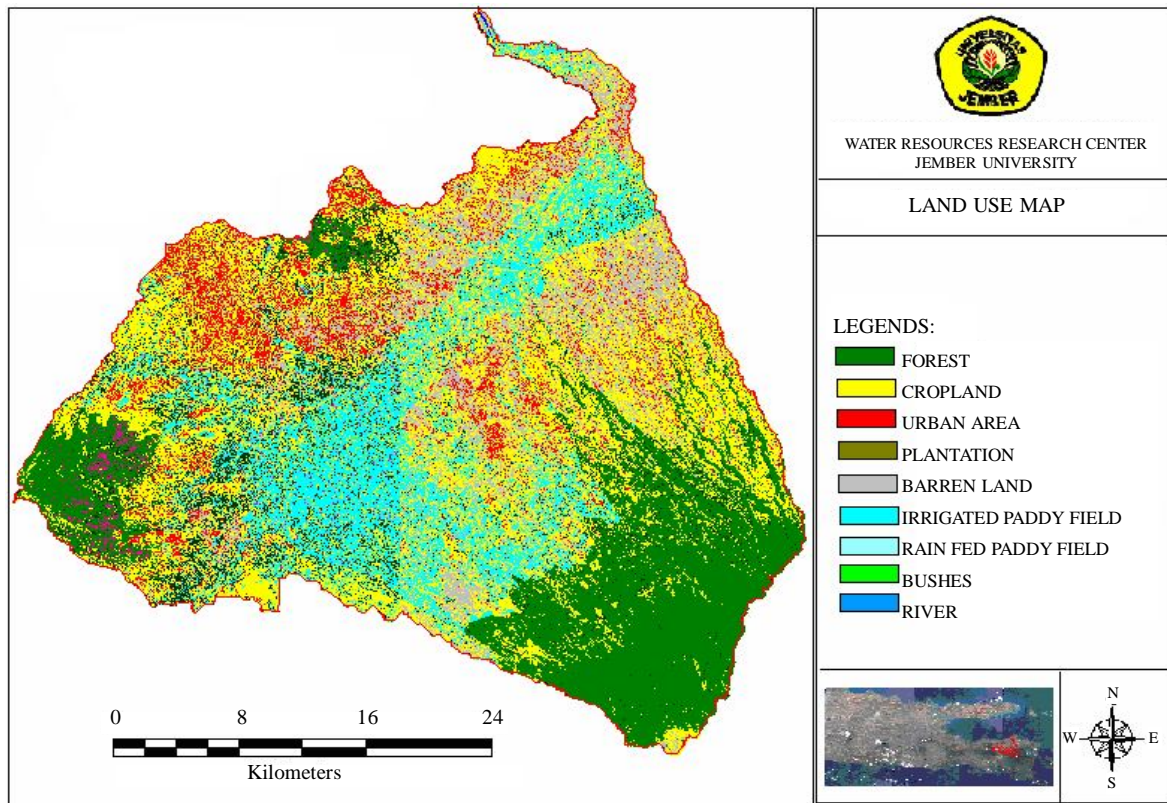 UNIVERSITAS
JEMBER
WATER RESOURCES RESEARCH CENTER
JEMBER UNIVERSITY
LAND USE MAP
LEGENDS:
FOREST
CROPLAND
URBAN AREA
PLANTATION
BARREN LAND
IRRIGATED PADDY FIELD
RAIN FED PADDY FIELD
BUSHES
RIVER
0 8 16 24
Kilometers
N
W E
S